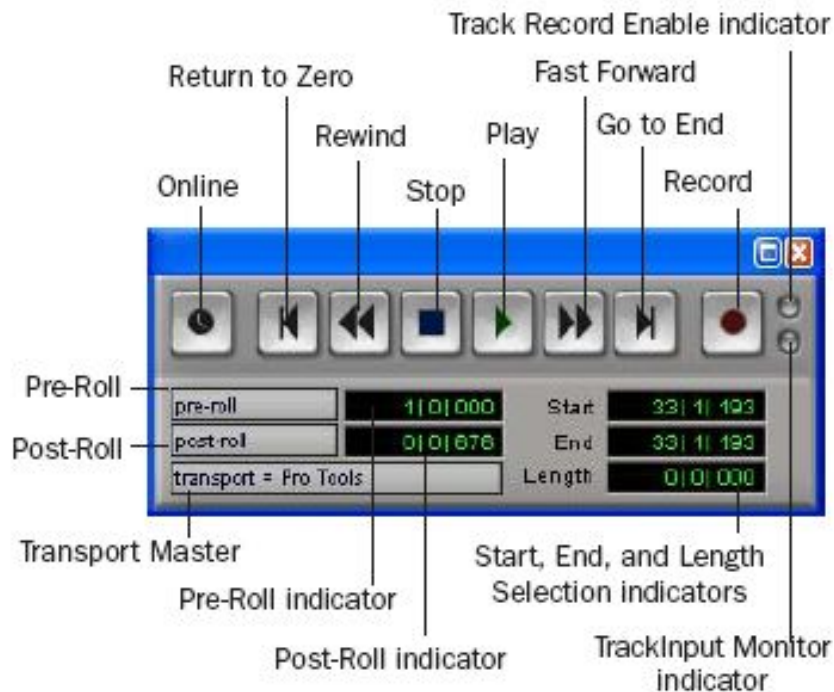 Track Record Enable indicator
Return to Zero
Fast Forward
Rewind
Play
Go to End
Online
Stop
Record
Pre-Roll
pre-roll
1|0|000
Start
33|1|193
Post-Roll
post-roll
0|0|676
End
33|1|193
transport = Pro Tools
Length
0|0|000
Transport Master
Start, End, and Length
Selection indicators
Pre-Roll indicator
Post-Roll indicator
TrackInput Monitor
indicator